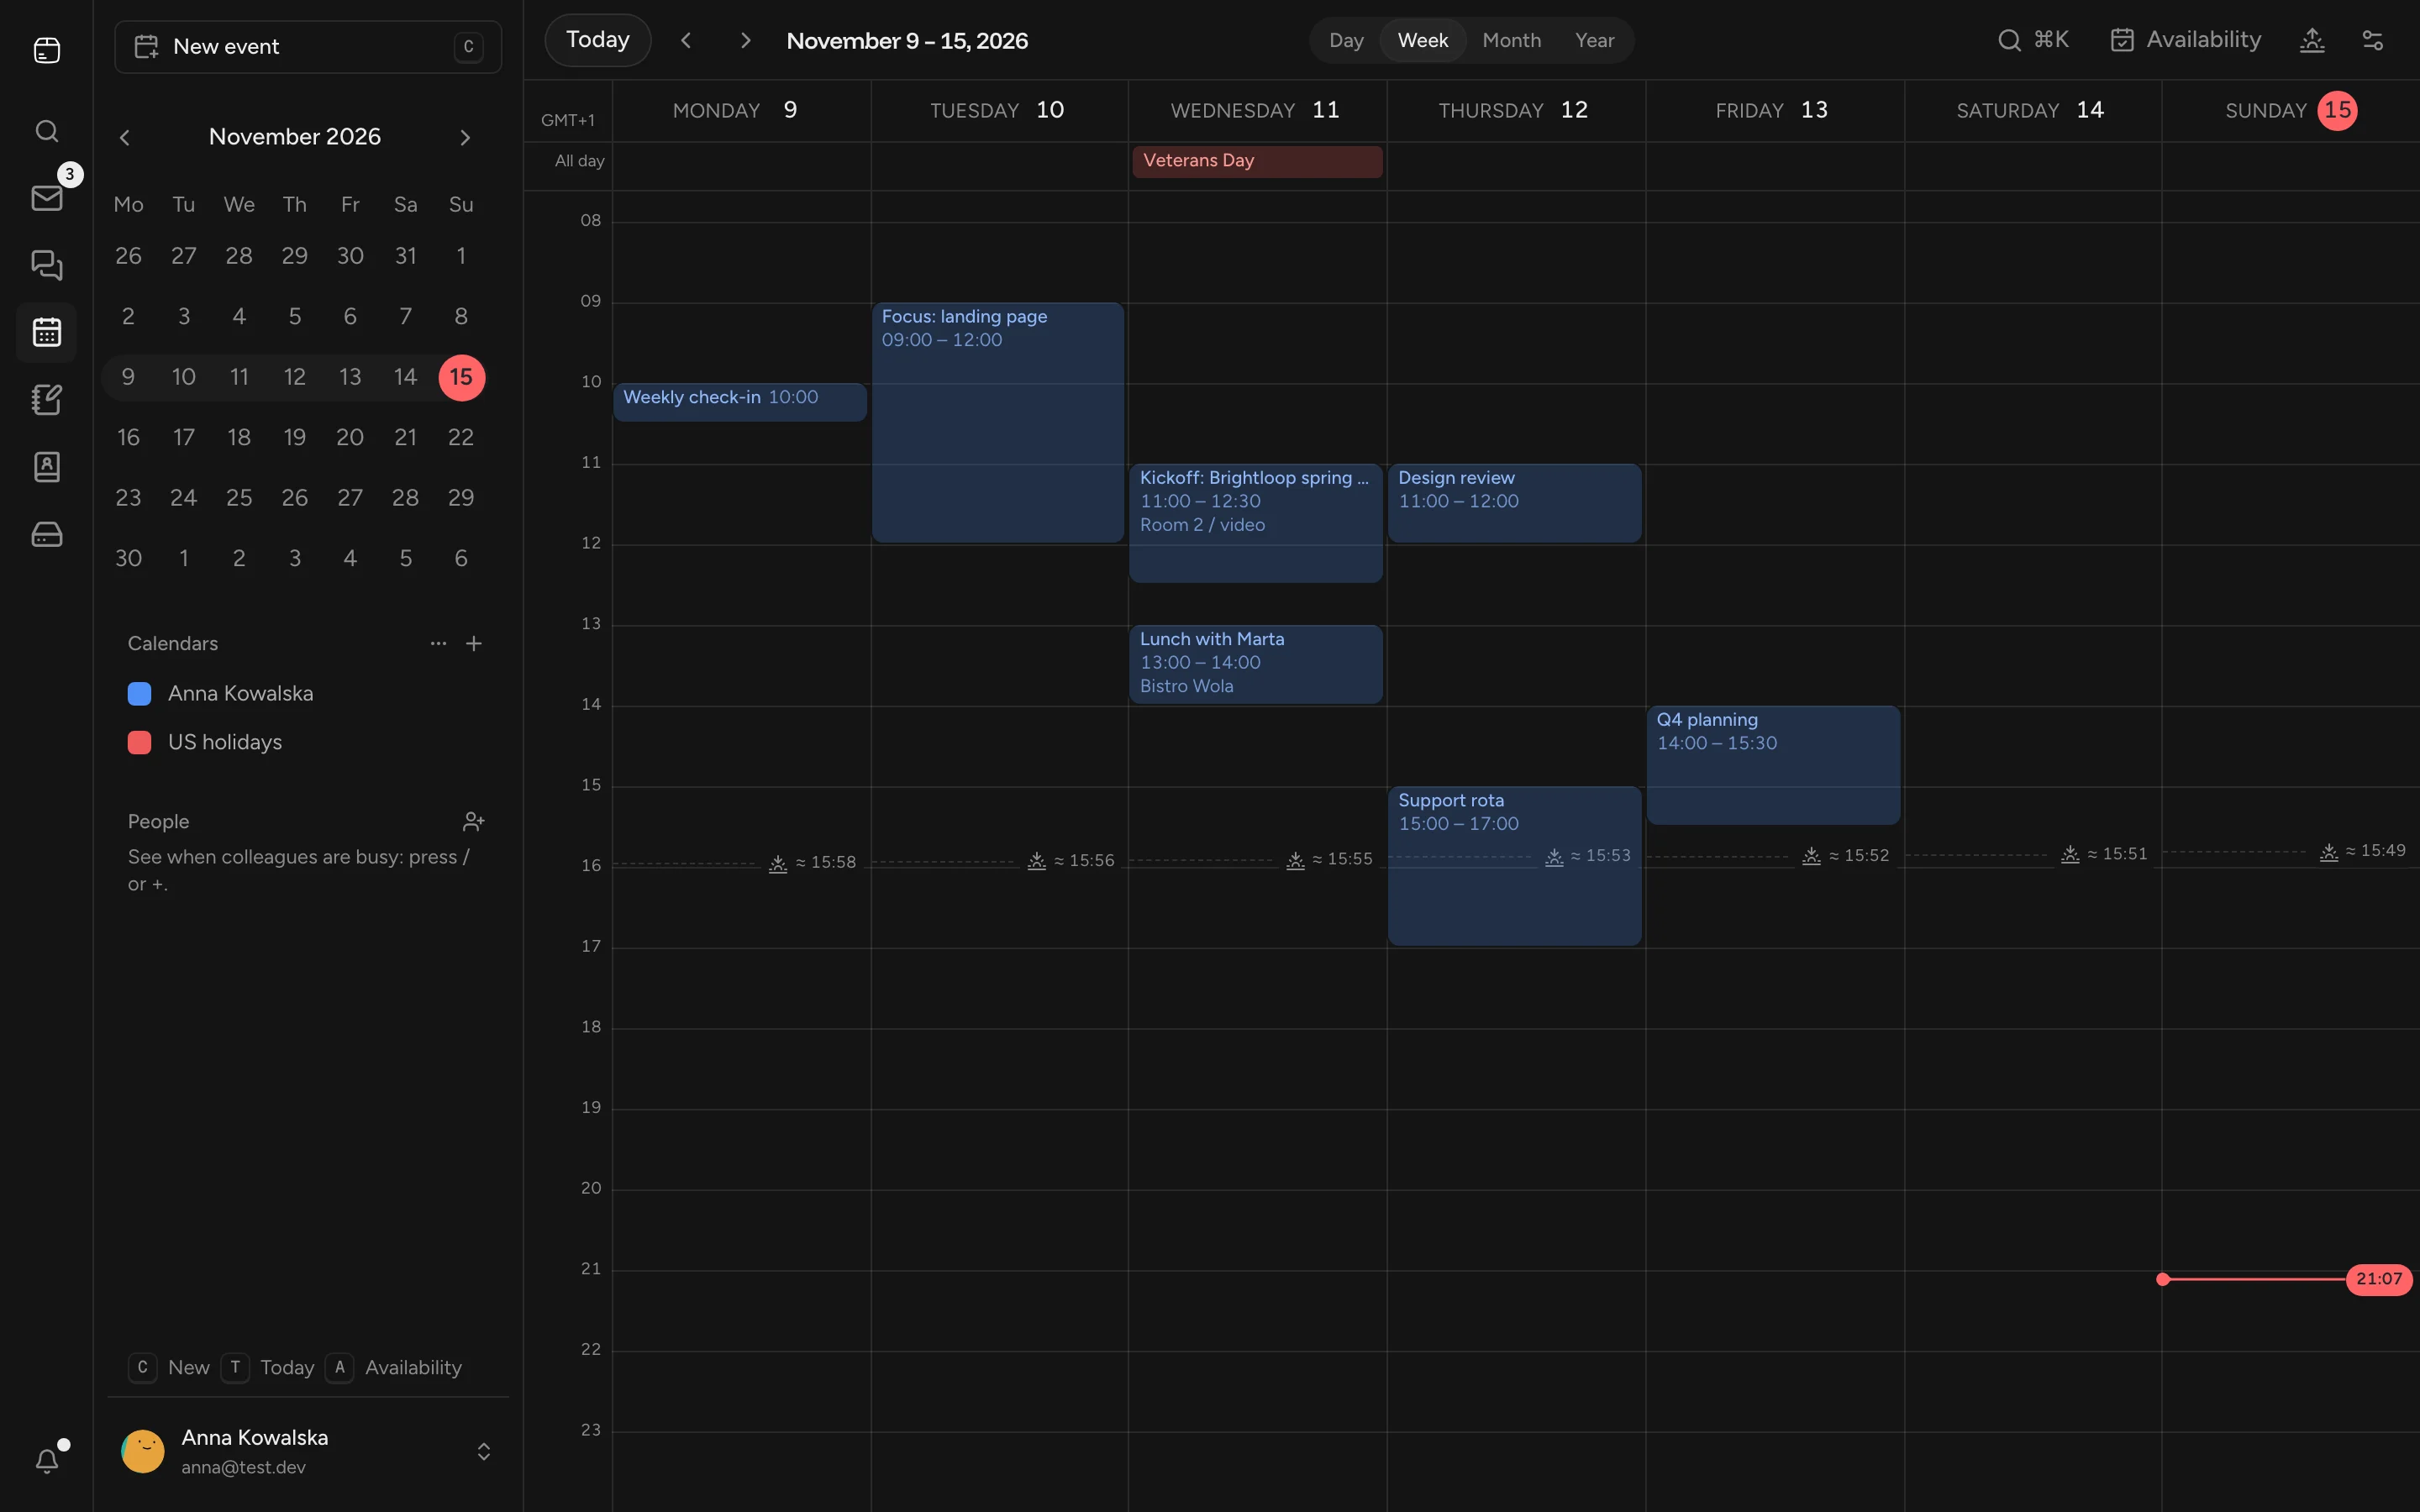 New event C
3
November 2026
Mo Tu We Th Fr Sa Su
26 27 28 29 30 31 1
2 3 4 5 6 7 8
9 10 11 12 13 14 15
16 17 18 19 20 21 22
23 24 25 26 27 28 29
30 1 2 3 4 5 6
Calendars
Anna Kowalska
US holidays
People
See when colleagues are busy: press /
or +.
C New T Today A Availability
Anna Kowalska
anna@test.dev
Today November 9 – 15, 2026 Day Week Month Year ⌘K Availability
GMT+1 MONDAY 9 TUESDAY 10 WEDNESDAY 11 THURSDAY 12 FRIDAY 13 SATURDAY 14 SUNDAY 15
All day Veterans Day
08
09
10
11
12
13
14
15
16
17
18
19
20
21
22
23
Weekly check-in 10:00
≈ 15:58
Focus: landing page
09:00 – 12:00
≈ 15:56
Kickoff: Brightloop spring ...
11:00 – 12:30
Room 2 / video
Lunch with Marta
13:00 – 14:00
Bistro Wola
≈ 15:55
Design review
11:00 – 12:00
Support rota
15:00 – 17:00
≈ 15:53
Q4 planning
14:00 – 15:30
≈ 15:52
≈ 15:51
≈ 15:49
21:07